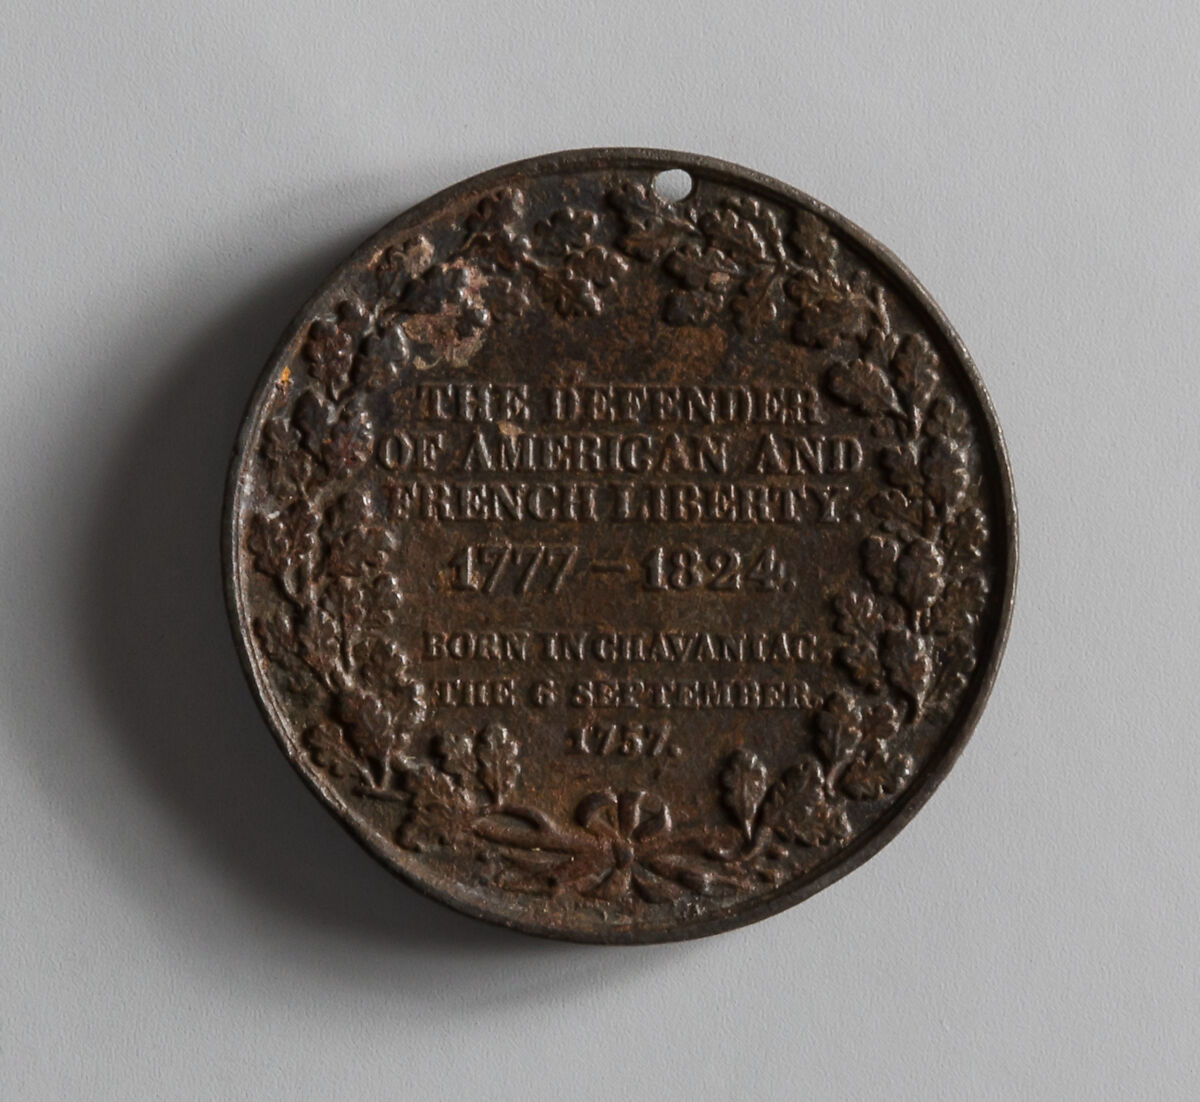 THE DEFENDER
OF AMERICAN AND
FRENCH LIBERTY.
1777 – 1824.
BORN IN CHAVANIAC
THE 6 SEPTEMBER.
1757.